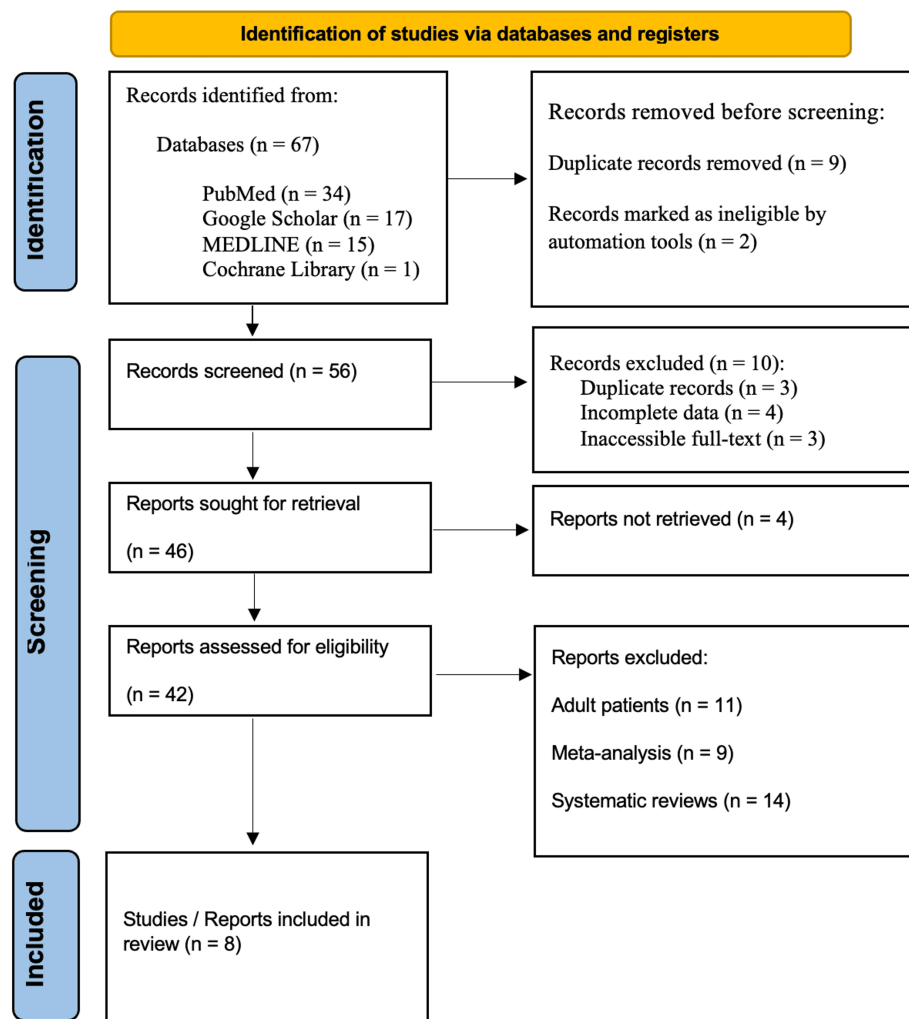 Identification of studies via databases and registers
Identification
Records identified from:
Databases (n = 67)
PubMed (n = 34)
Google Scholar (n = 17)
MEDLINE (n = 15)
Cochrane Library (n = 1)
Records removed before screening:
Duplicate records removed (n = 9)
Records marked as ineligible by
automation tools (n = 2)
Screening
Records screened (n = 56)
Records excluded (n = 10):
Duplicate records (n = 3)
Incomplete data (n = 4)
Inaccessible full-text (n = 3)
Reports sought for retrieval
(n = 46)
Reports not retrieved (n = 4)
Reports assessed for eligibility
(n = 42)
Reports excluded:
Adult patients (n = 11)
Meta-analysis (n = 9)
Systematic reviews (n = 14)
Included
Studies / Reports included in
review (n = 8)